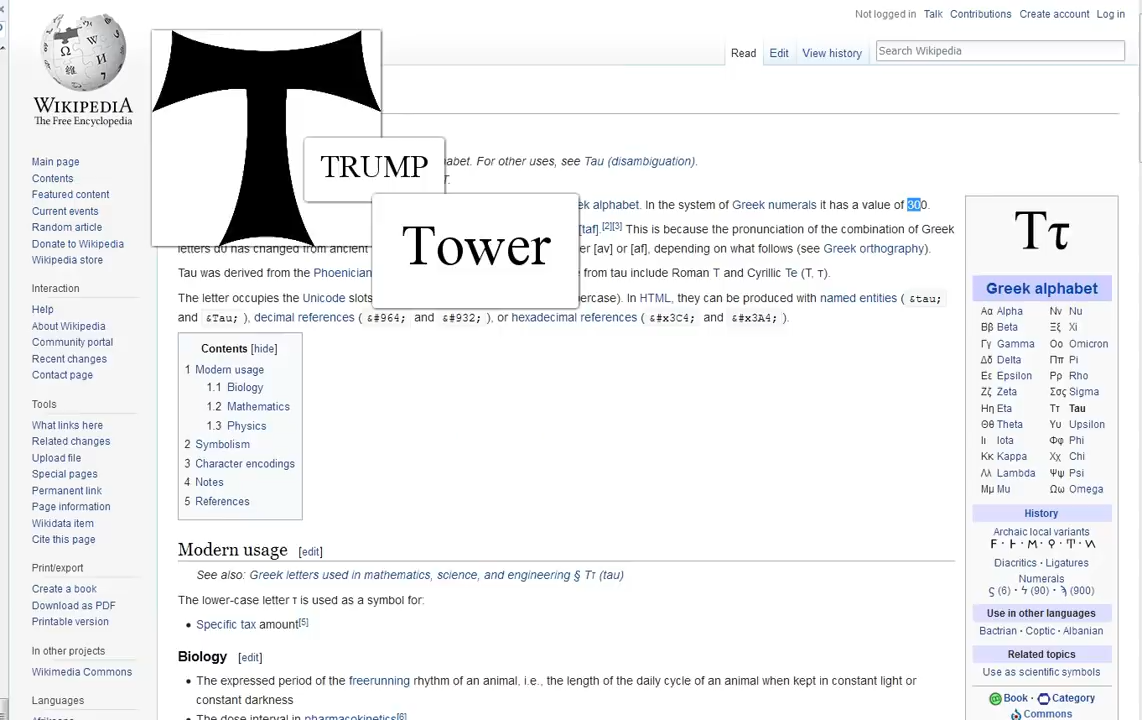 Not logged in Talk Contributions Create account Log in
Read Edit View history Search Wikipedia
WIKIPEDIA
The Free Encyclopedia
Main page
Contents
Featured content
Current events
Random article
Donate to Wikipedia
Wikipedia store
Interaction
Help
About Wikipedia
Community portal
Recent changes
Contact page
Tools
What links here
Related changes
Upload file
Special pages
Permanent link
Page information
Wikidata item
Cite this page
Print/export
Create a book
Download as PDF
Printable version
In other projects
Wikimedia Commons
Languages
T
TRUMP
Tower
abet. For other uses, see Tau (disambiguation).
T.
ek alphabet. In the system of Greek numerals it has a value of 300.
[taf].[2][3] This is because the pronunciation of the combination of Greek
letters αυ has changed from ancient er [av] or [af], depending on what follows (see Greek orthography).
Tau was derived from the Phoenician from tau include Roman T and Cyrillic Te (Т, т).
The letter occupies the Unicode slots ercase). In HTML, they can be produced with named entities ( &tau;
and &Tau; ), decimal references ( &#964; and &#932; ), or hexadecimal references ( &#x3C4; and &#x3A4; ).
Contents [hide]
1 Modern usage
1.1 Biology
1.2 Mathematics
1.3 Physics
2 Symbolism
3 Character encodings
4 Notes
5 References
Modern usage [edit]
See also: Greek letters used in mathematics, science, and engineering § Ττ (tau)
The lower-case letter τ is used as a symbol for:
• Specific tax amount[5]
Biology [edit]
• The expressed period of the freerunning rhythm of an animal, i.e., the length of the daily cycle of an animal when kept in constant light or
constant darkness
• The dose interval in pharmacokinetics[6]
Ττ
Greek alphabet
Αα Alpha Νν Nu
Ββ Beta Ξξ Xi
Γγ Gamma Οο Omicron
Δδ Delta Ππ Pi
Εε Epsilon Ρρ Rho
Ζζ Zeta Σσς Sigma
Ηη Eta Ττ Tau
Θθ Theta Υυ Upsilon
Ιι Iota Φφ Phi
Κκ Kappa Χχ Chi
Λλ Lambda Ψψ Psi
Μμ Mu Ωω Omega
History
Archaic local variants
Diacritics · Ligatures
Numerals
ϛ (6) · ϟ (90) · ϡ (900)
Use in other languages
Bactrian · Coptic · Albanian
Related topics
Use as scientific symbols
Book · Category
Commons